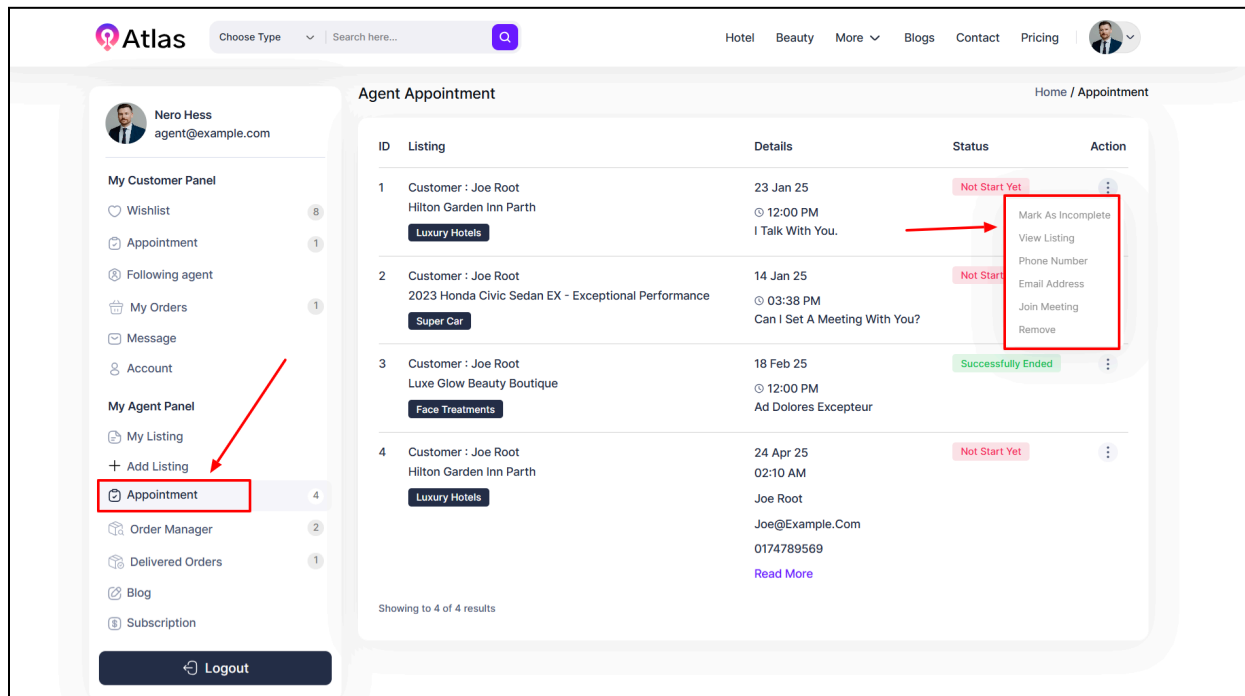 Atlas
Choose Type
Search here...
Hotel Beauty More Blogs Contact Pricing
Nero Hess
agent@example.com
My Customer Panel
Wishlist 8
Appointment 1
Following agent
My Orders 1
Message
Account
My Agent Panel
My Listing
Add Listing
Appointment 4
Order Manager 2
Delivered Orders 1
Blog
Subscription
Logout
Agent Appointment
Home / Appointment
ID Listing Details Status Action
1 Customer : Joe Root 23 Jan 25 Not Start Yet
Hilton Garden Inn Parth 12:00 PM
Luxury Hotels I Talk With You.
Mark As Incomplete
View Listing
Phone Number
Email Address
Join Meeting
Remove
2 Customer : Joe Root 14 Jan 25 Not Start
2023 Honda Civic Sedan EX - Exceptional Performance 03:38 PM
Super Car Can I Set A Meeting With You?
3 Customer : Joe Root 18 Feb 25 Successfully Ended
Luxe Glow Beauty Boutique 12:00 PM
Face Treatments Ad Dolores Excepteur
4 Customer : Joe Root 24 Apr 25 Not Start Yet
Hilton Garden Inn Parth 02:10 AM
Luxury Hotels Joe Root
Joe@Example.Com
0174789569
Read More
Showing to 4 of 4 results